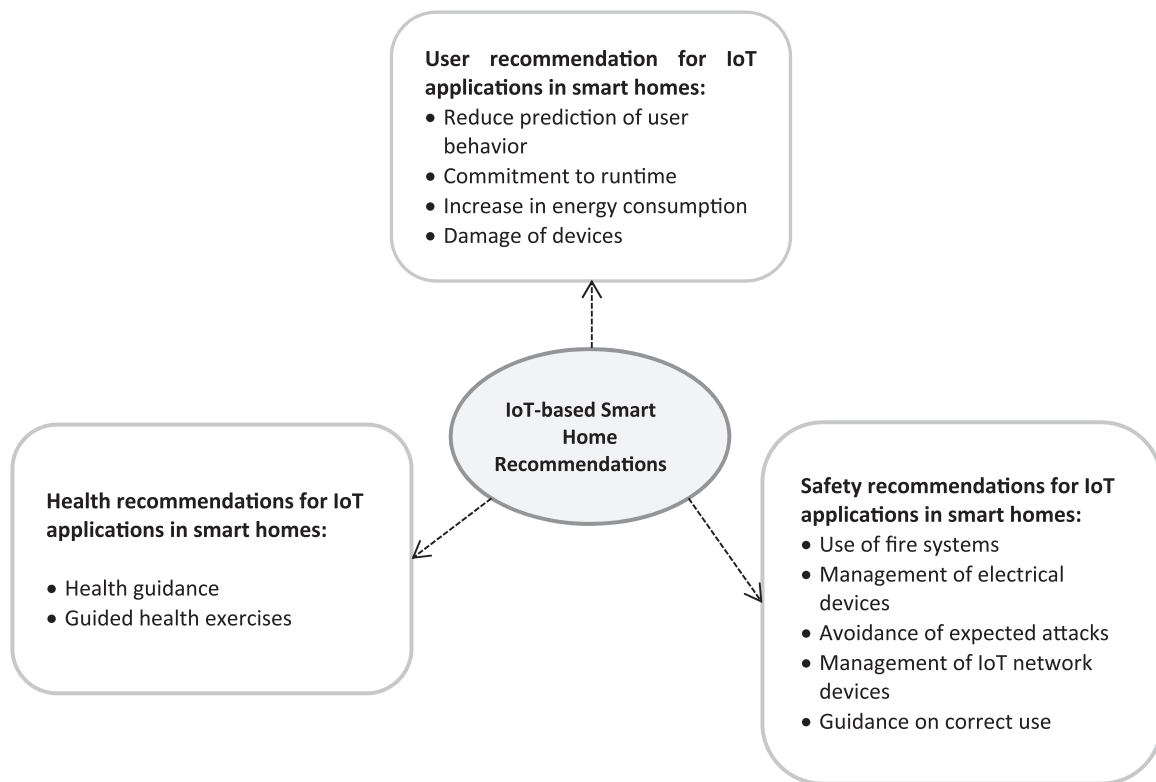 User recommendation for IoT
applications in smart homes:
• Reduce prediction of user
behavior
• Commitment to runtime
• Increase in energy consumption
• Damage of devices
IoT-based Smart
Home
Recommendations
Health recommendations for IoT
applications in smart homes:
• Health guidance
• Guided health exercises
Safety recommendations for IoT
applications in smart homes:
• Use of fire systems
• Management of electrical
devices
• Avoidance of expected attacks
• Management of IoT network
devices
• Guidance on correct use